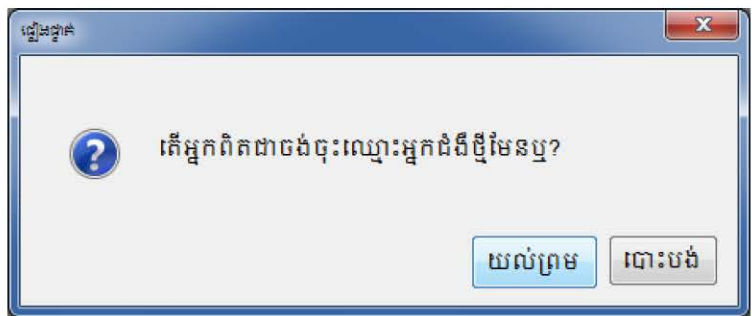 ផ្ទៀងផ្ទាត់
តើអ្នកពិតជាចង់ចុះឈ្មោះអ្នកជំងឺថ្មីមែនឬ?
យល់ព្រម
បោះបង់